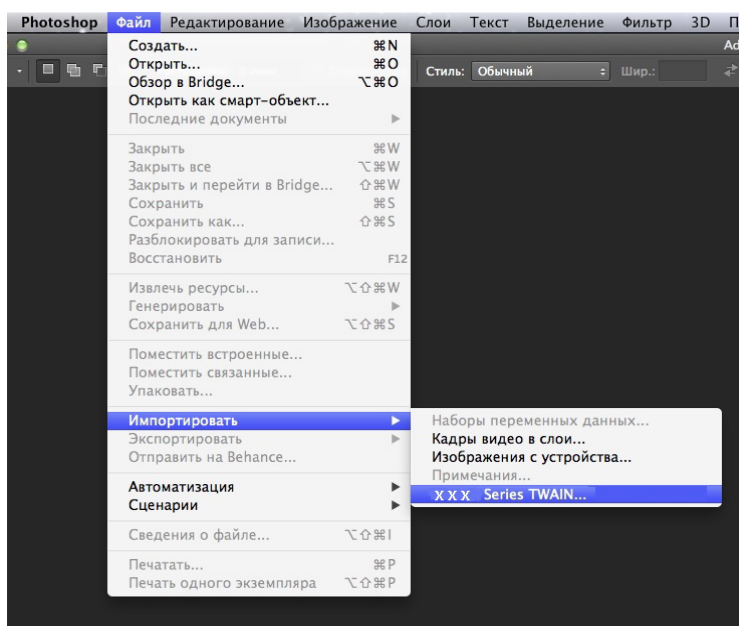 Photoshop Файл Редактирование Изображение Слои Текст Выделение Фильтр 3D
Ad
Стиль: Обычный Шир.:
Создать... ⌘N
Открыть... ⌘O
Обзор в Bridge... ⌥⌘O
Открыть как смарт-объект...
Последние документы ▶
Закрыть ⌘W
Закрыть все ⌥⌘W
Закрыть и перейти в Bridge... ⇧⌘W
Сохранить ⌘S
Сохранить как... ⇧⌘S
Разблокировать для записи...
Восстановить F12
Извлечь ресурсы... ⌥⇧⌘W
Генерировать ▶
Сохранить для Web... ⌥⇧⌘S
Поместить встроенные...
Поместить связанные...
Упаковать...
Импортировать ▶
Экспортировать ▶
Отправить на Behance...
Наборы переменных данных...
Кадры видео в слои...
Изображения с устройства...
Примечания...
X X X Series TWAIN...
Автоматизация ▶
Сценарии ▶
Сведения о файле... ⌥⇧⌘I
Печатать... ⌘P
Печать одного экземпляра ⌥⇧⌘P